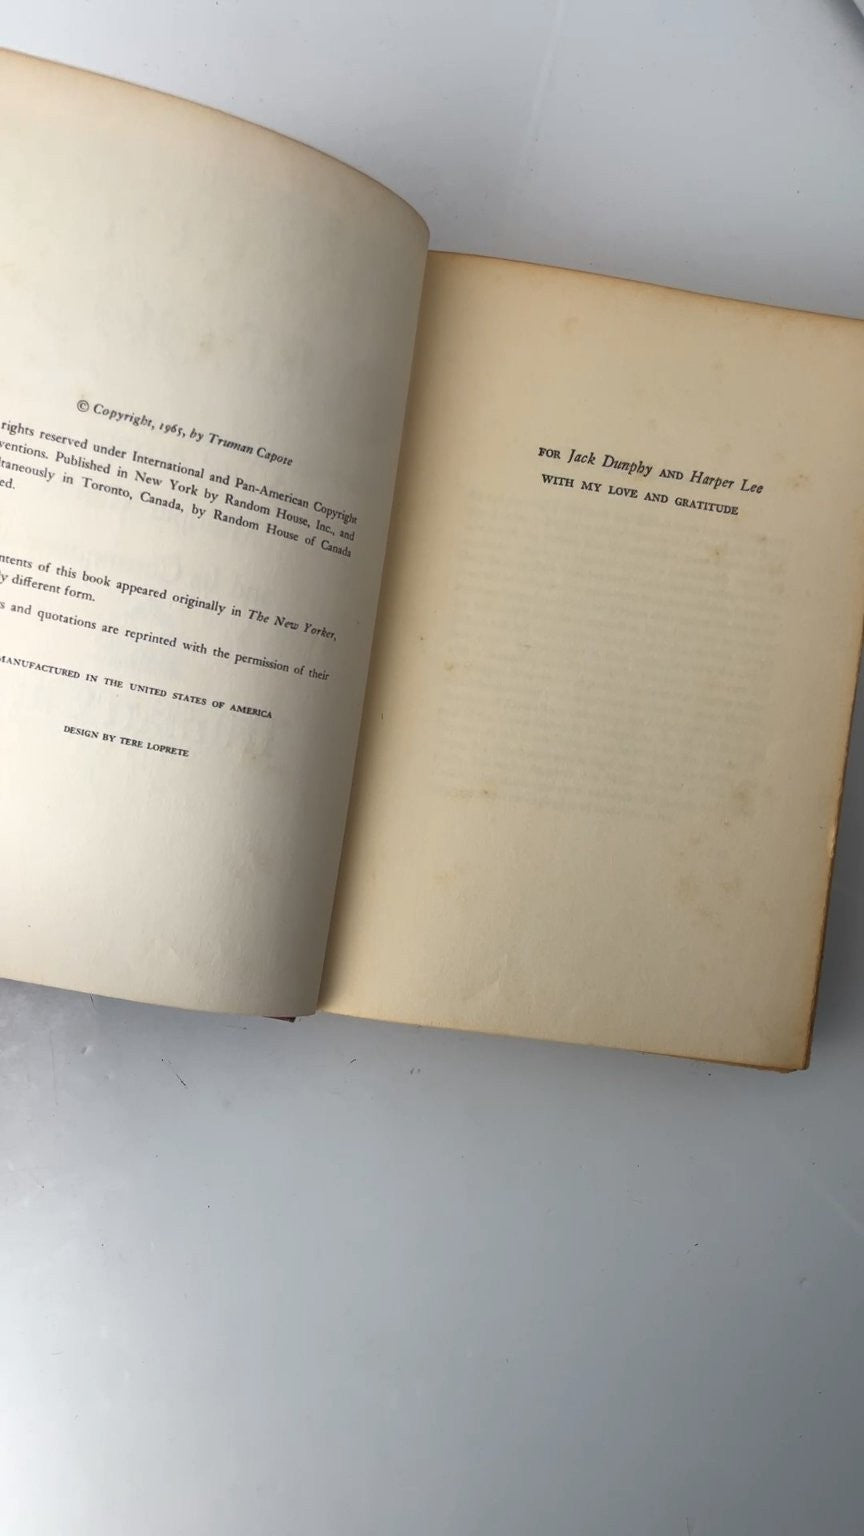 © Copyright, 1965, by Truman Capote
rights reserved under International and Pan-American Copyright
ventions. Published in New York by Random House, Inc., and
ltaneously in Toronto, Canada, by Random House of Canada
ed.
ntents of this book appeared originally in The New Yorker,
y different form.
s and quotations are reprinted with the permission of their
MANUFACTURED IN THE UNITED STATES OF AMERICA
DESIGN BY TERE LOPRETE
FOR Jack Dunphy AND Harper Lee
WITH MY LOVE AND GRATITUDE